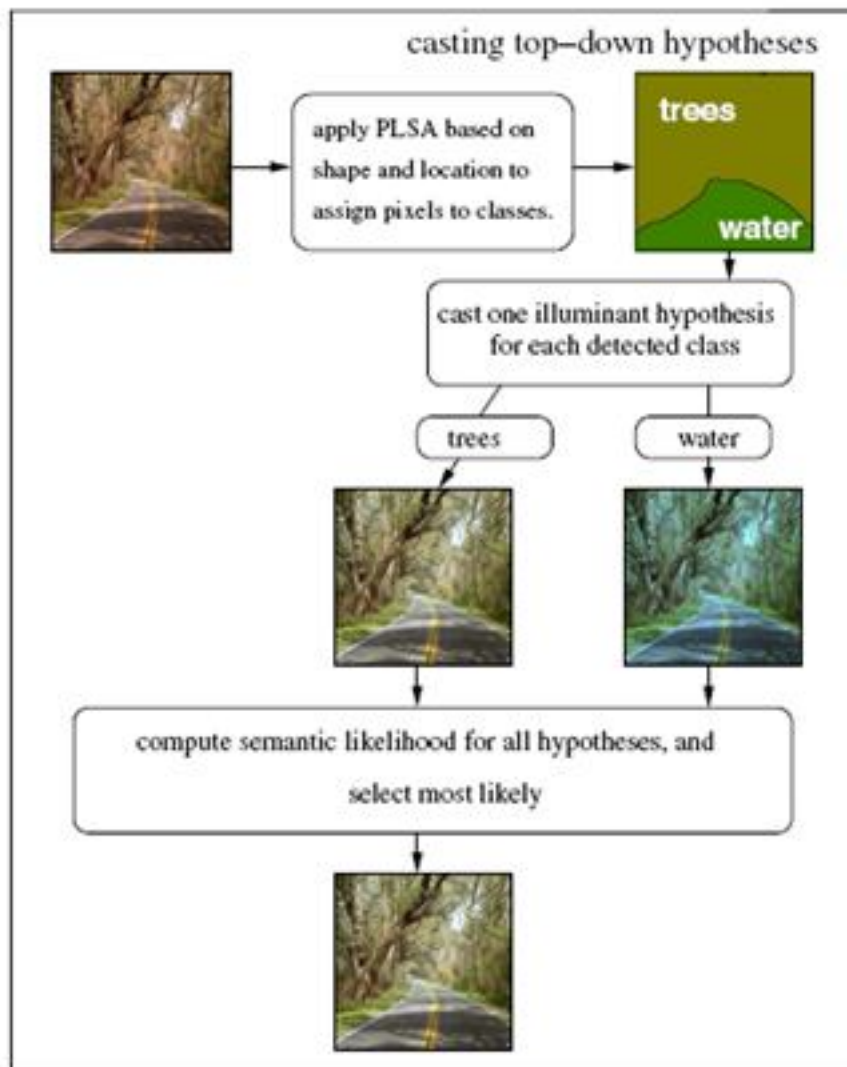 casting top–down hypotheses
apply PLSA based on
shape and location to
assign pixels to classes.
trees
water
cast one illuminant hypothesis
for each detected class
trees
water
compute semantic likelihood for all hypotheses, and
select most likely